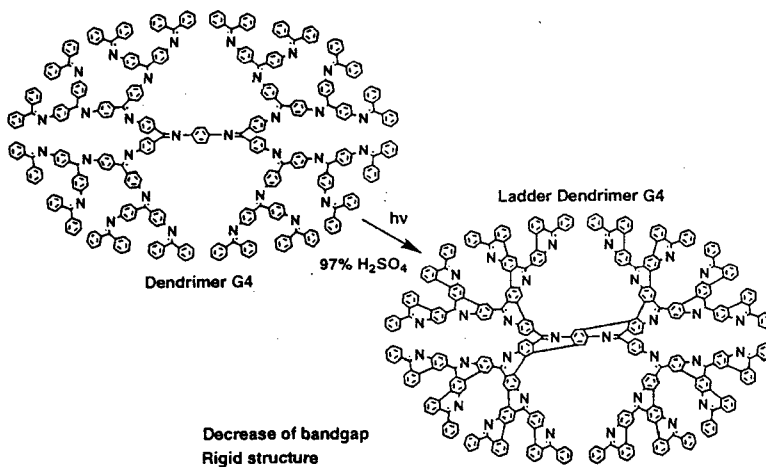 Dendrimer G4
hν
97% H₂SO₄
Ladder Dendrimer G4
Decrease of bandgap
Rigid structure